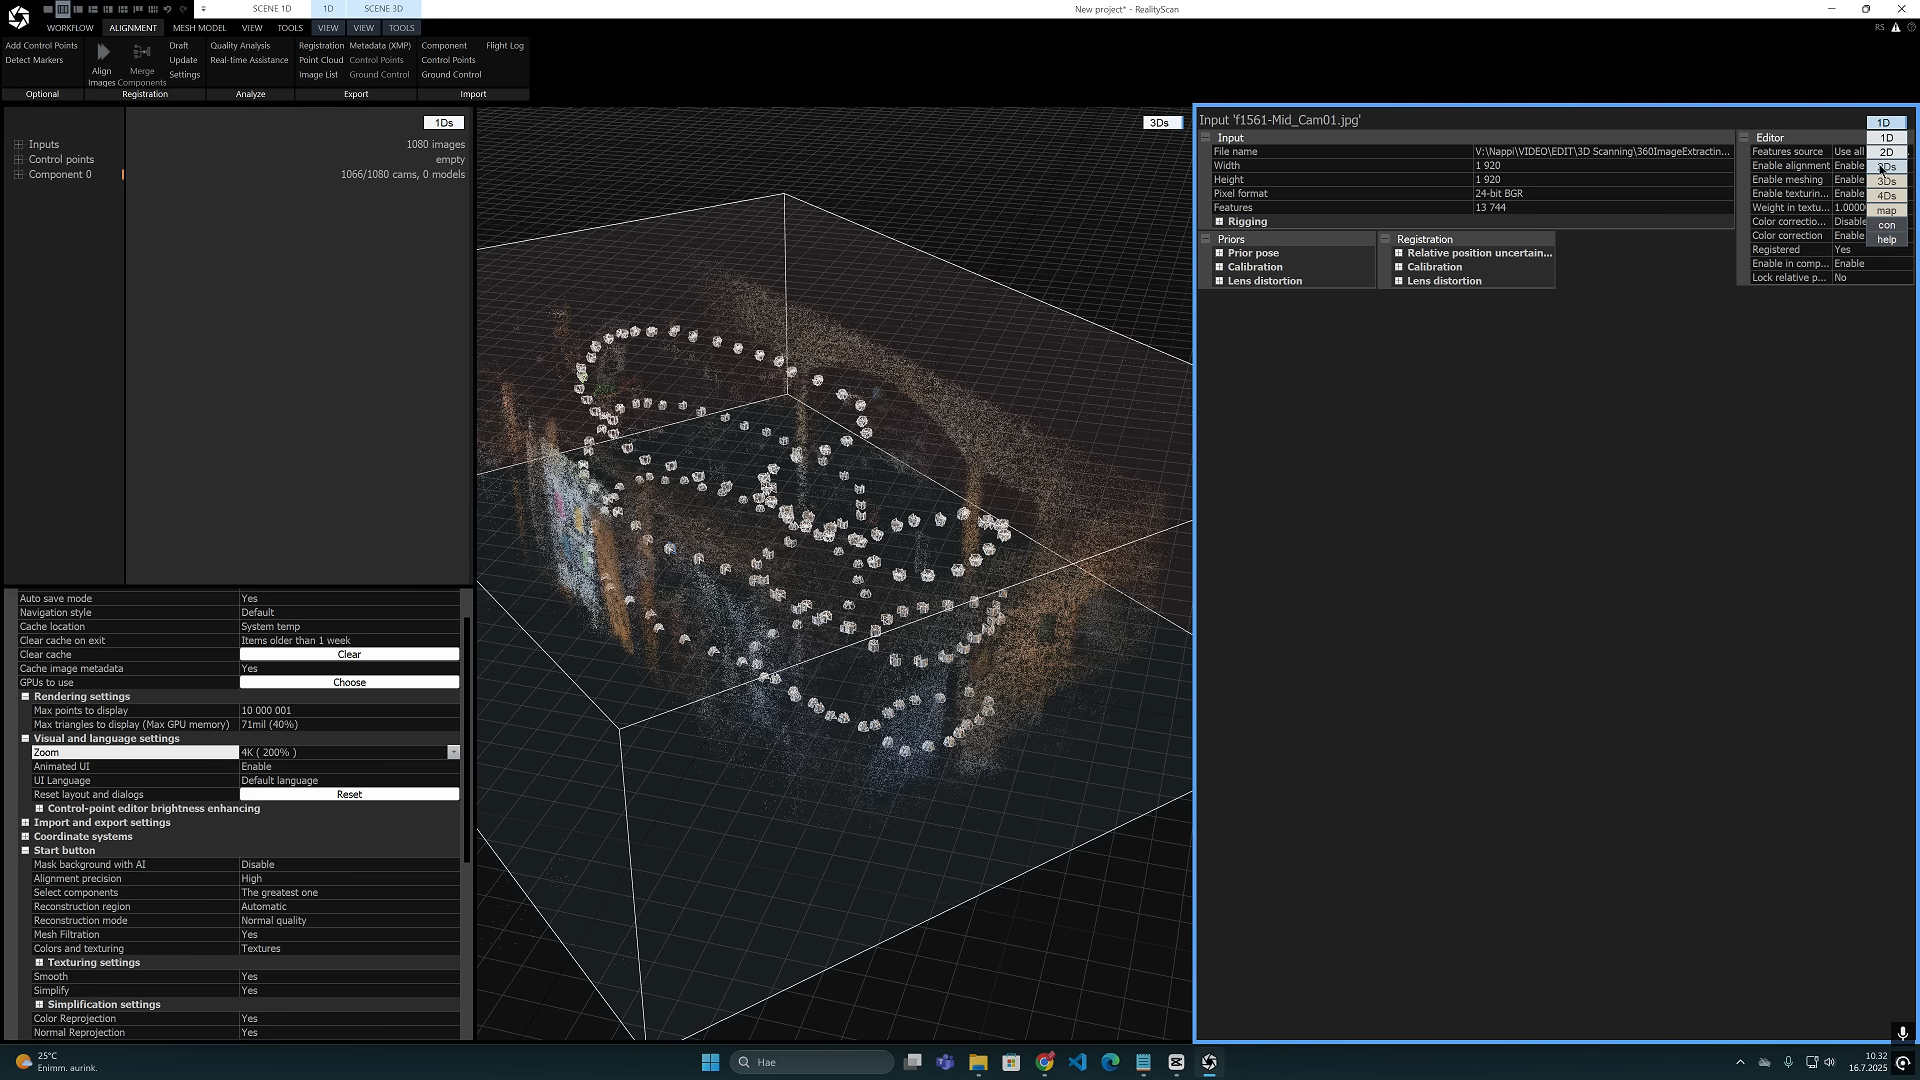 SCENE 1D 1D SCENE 3D New project* - RealityScan
WORKFLOW ALIGNMENT MESH MODEL VIEW TOOLS VIEW VIEW TOOLS RS
Add Control Points
Detect Markers
Optional
Align Images
Merge Components
Draft
Update
Settings
Registration
Quality Analysis
Real-time Assistance
Analyze
Registration Metadata (XMP)
Point Cloud Control Points
Image List Ground Control
Export
Component Flight Log
Control Points
Ground Control
Import
1Ds
Inputs 1080 images
Control points empty
Component 0 1066/1080 cams, 0 models
Auto save mode Yes
Navigation style Default
Cache location System temp
Clear cache on exit Items older than 1 week
Clear cache Clear
Cache image metadata Yes
GPUs to use Choose
Rendering settings
Max points to display 10 000 001
Max triangles to display (Max GPU memory) 71mil (40%)
Visual and language settings
Zoom 4K ( 200% )
Animated UI Enable
UI Language Default language
Reset layout and dialogs Reset
Control-point editor brightness enhancing
Import and export settings
Coordinate systems
Start button
Mask background with AI Disable
Alignment precision High
Select components The greatest one
Reconstruction region Automatic
Reconstruction mode Normal quality
Mesh Filtration Yes
Colors and texturing Textures
Texturing settings
Smooth Yes
Simplify Yes
Simplification settings
Color Reprojection Yes
Normal Reprojection Yes
3Ds
Input 'f1561-Mid_Cam01.jpg' 1D
Input
File name V:\Nappi\VIDEO\EDIT\3D Scanning\360ImageExtractin...
Width 1 920
Height 1 920
Pixel format 24-bit BGR
Features 13 744
Rigging
Priors
Prior pose
Calibration
Lens distortion
Registration
Relative position uncertain...
Calibration
Lens distortion
Editor
Features source Use all
Enable alignment Enable
Enable meshing Enable
Enable texturin... Enable
Weight in textu... 1.0000
Color correctio... Disable
Color correction Enable
Registered Yes
Enable in comp... Enable
Lock relative p... No
1D
2D
3Ds
4Ds
map
con
help
25°C
Enimm. aurink.
Hae
10.32
16.7.2025